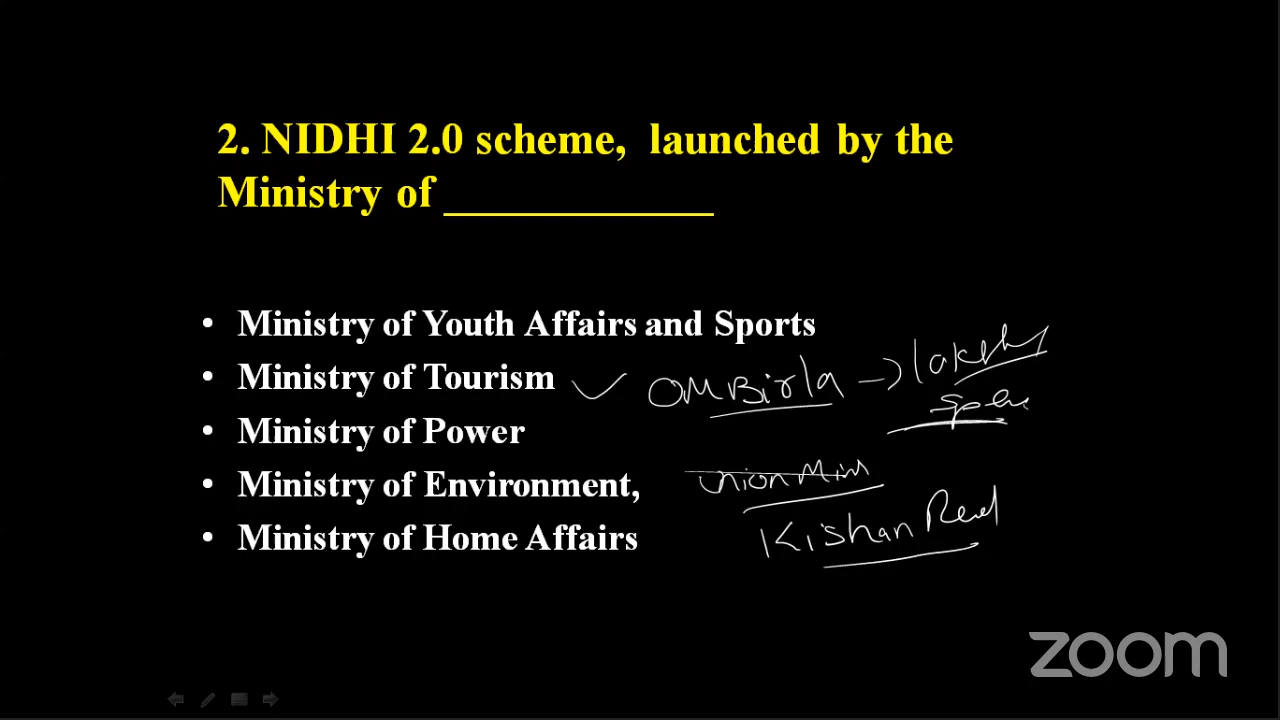 2. NIDHI 2.0 scheme, launched by the
Ministry of ____________
• Ministry of Youth Affairs and Sports
• Ministry of Tourism
OM Birla → lok
• Ministry of Power
• Ministry of Environment,
Union Min
• Ministry of Home Affairs
Kishan
zoom